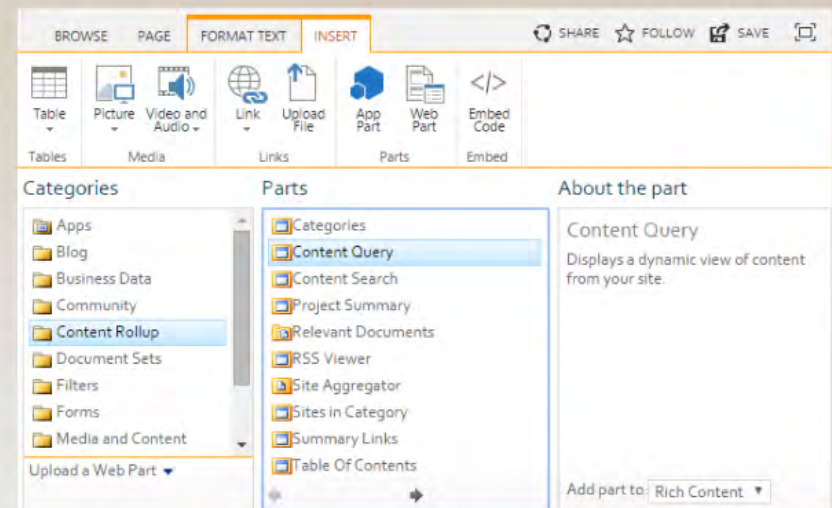 BROWSE PAGE FORMAT TEXT INSERT SHARE FOLLOW SAVE
Table Picture Video and Audio Link Upload File App Part Web Part Embed Code
Tables Media Links Parts Embed
Categories
Apps
Blog
Business Data
Community
Content Rollup
Document Sets
Filters
Forms
Media and Content
Upload a Web Part
Parts
Categories
Content Query
Content Search
Project Summary
Relevant Documents
RSS Viewer
Site Aggregator
Sites in Category
Summary Links
Table Of Contents
About the part
Content Query
Displays a dynamic view of content
from your site.
Add part to: Rich Content